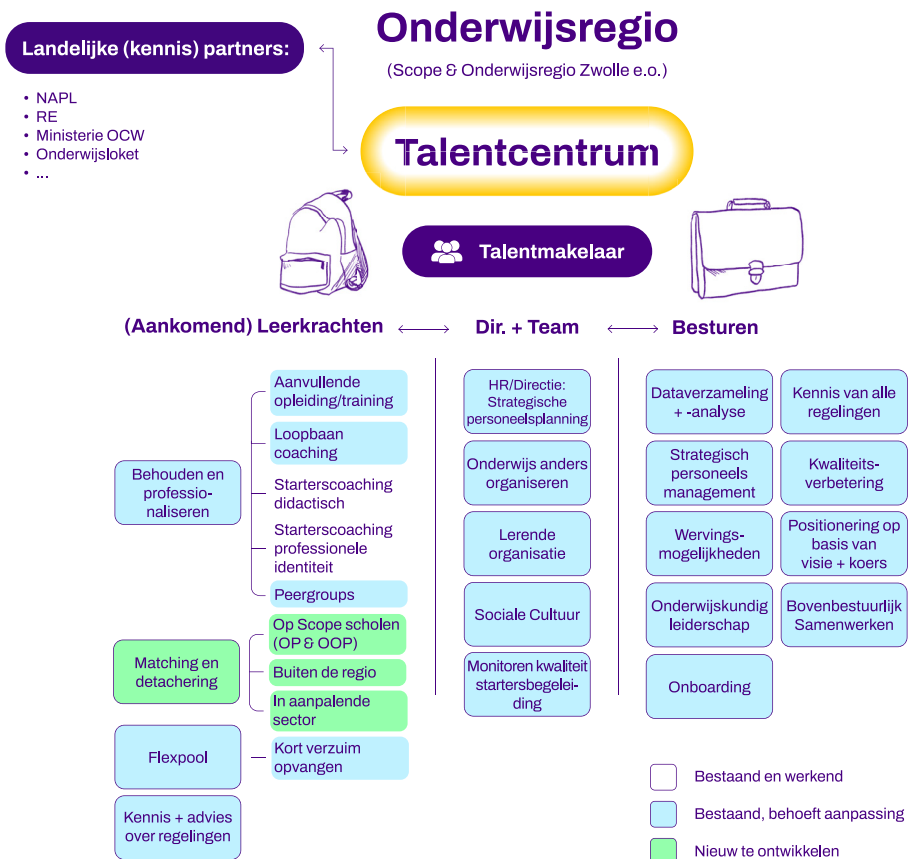 Onderwijsregio
(Scope & Onderwijsregio Zwolle e.o.)
Landelijke (kennis) partners:
• NAPL
• RE
• Ministerie OCW
• Onderwijsloket
• ...
Talentcentrum
Talentmakelaar
(Aankomend) Leerkrachten
Dir. + Team
Besturen
Behouden en
professio-
naliseren
Aanvullende
opleiding/training
Loopbaan
coaching
Starterscoaching
didactisch
Starterscoaching
professionele
identiteit
Peergroups
Matching en
detachering
Op Scope scholen
(OP & OOP)
Buiten de regio
In aanpalende
sector
Flexpool
Kort verzuim
opvangen
Kennis + advies
over regelingen
HR/Directie:
Strategische
personeelsplanning
Onderwijs anders
organiseren
Lerende
organisatie
Sociale Cultuur
Monitoren kwaliteit
startersbegelei-
ding
Dataverzameling
+ -analyse
Kennis van alle
regelingen
Strategisch
personeels
management
Kwaliteits-
verbetering
Wervings-
mogelijkheden
Positionering op
basis van
visie + koers
Onderwijskundig
leiderschap
Bovenbestuurlijk
Samenwerken
Onboarding
Bestaand en werkend
Bestaand, behoeft aanpassing
Nieuw te ontwikkelen